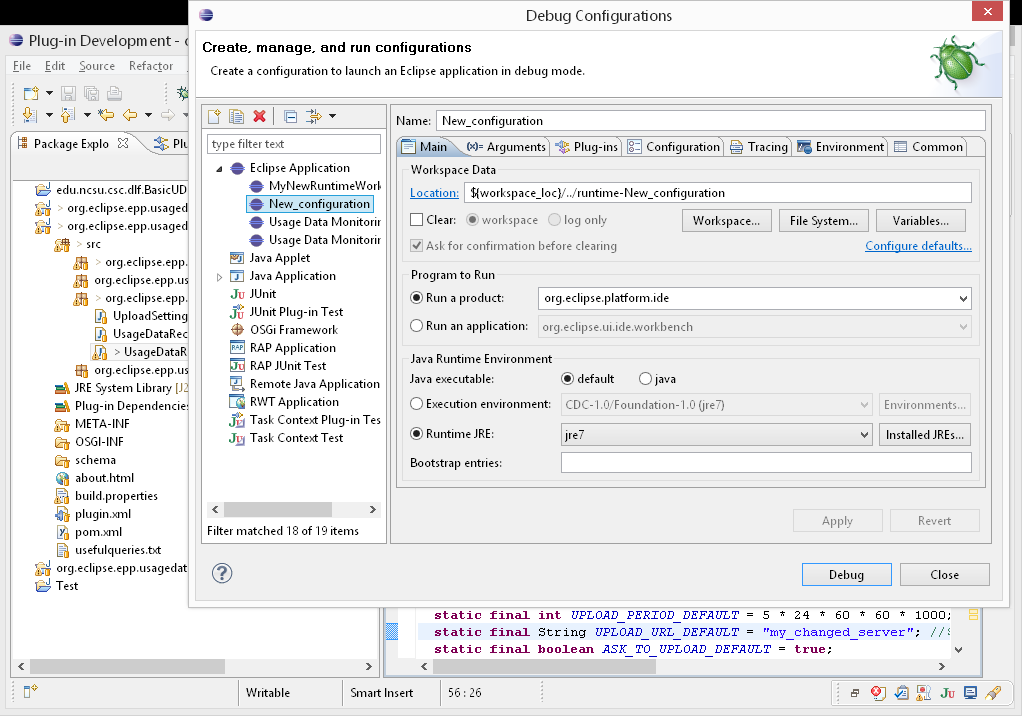 Debug Configurations
Plug-in Development -
File Edit Source Refactor
Create, manage, and run configurations
Create a configuration to launch an Eclipse application in debug mode.
Package Explo
type filter text
Eclipse Application
MyNewRuntimeWork
New_configuration
Usage Data Monitorin
Usage Data Monitorin
Java Applet
Java Application
JUnit
JUnit Plug-in Test
OSGi Framework
RAP Application
RAP JUnit Test
Remote Java Application
RWT Application
Task Context Plug-in Tes
Task Context Test
Filter matched 18 of 19 items
Name: New_configuration
Main (x)= Arguments Plug-ins Configuration Tracing Environment Common
Workspace Data
Location: ${workspace_loc}/../runtime-New_configuration
Clear: workspace log only Workspace... File System... Variables...
Ask for confirmation before clearing Configure defaults...
Program to Run
Run a product: org.eclipse.platform.ide
Run an application: org.eclipse.ui.ide.workbench
Java Runtime Environment
Java executable: default java
Execution environment: CDC-1.0/Foundation-1.0 (jre7) Environments...
Runtime JRE: jre7 Installed JREs...
Bootstrap entries:
Apply Revert
Debug Close
edu.ncsu.csc.dlf.BasicUD
> org.eclipse.epp.usaged
> org.eclipse.epp.usaged
> src
> org.eclipse.epp.
org.eclipse.epp.us
> org.eclipse.epp.
UploadSetting
UsageDataRec
> UsageDataR
org.eclipse.epp.us
JRE System Library [J2
Plug-in Dependencies
META-INF
OSGI-INF
schema
about.html
build.properties
plugin.xml
pom.xml
usefulqueries.txt
org.eclipse.epp.usagedat
Test
static final int UPLOAD_PERIOD_DEFAULT = 5 * 24 * 60 * 60 * 1000;
static final String UPLOAD_URL_DEFAULT = "my_changed_server"; //
static final boolean ASK_TO_UPLOAD_DEFAULT = true;
Writable Smart Insert 56 : 26